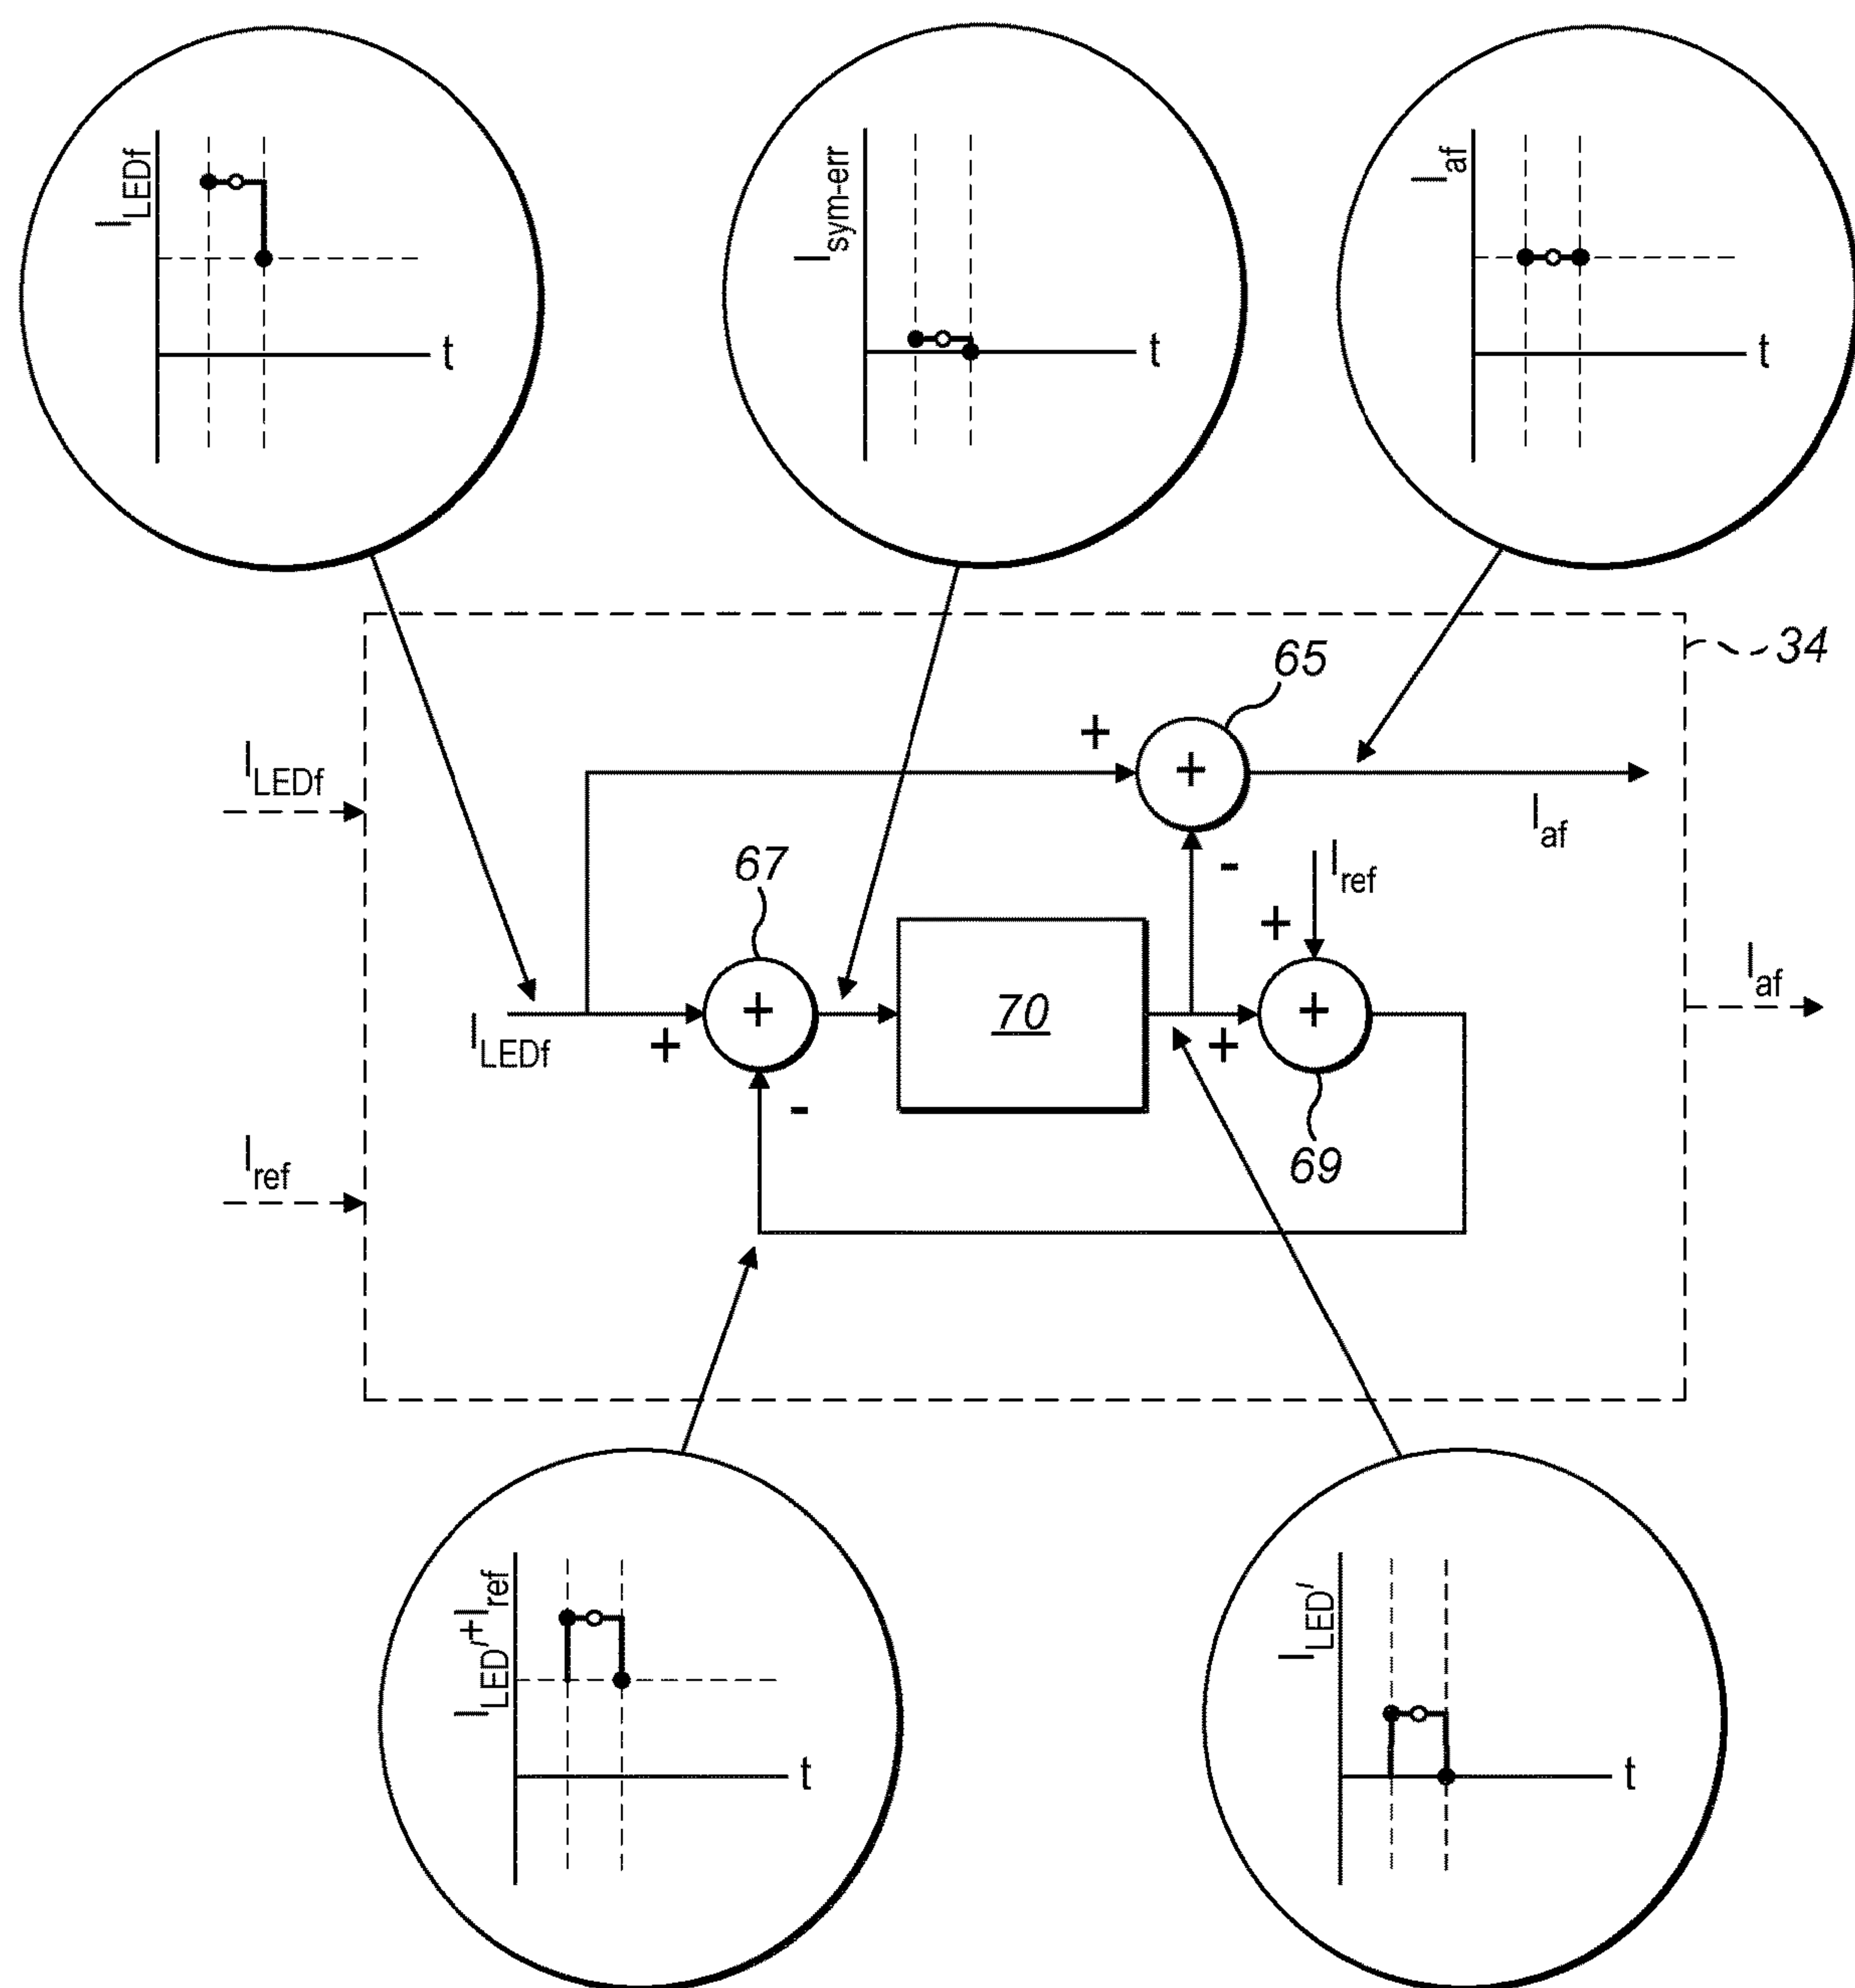 I_LEDf
t
I_sym-err
t
I_af
t
34
65
+
I_LEDf
+
I_af
-
I_ref
67
+
+
70
+
I_af
I_LEDf
+
+
-
69
I_ref
I_LED'+I_ref
t
I_LED'
t